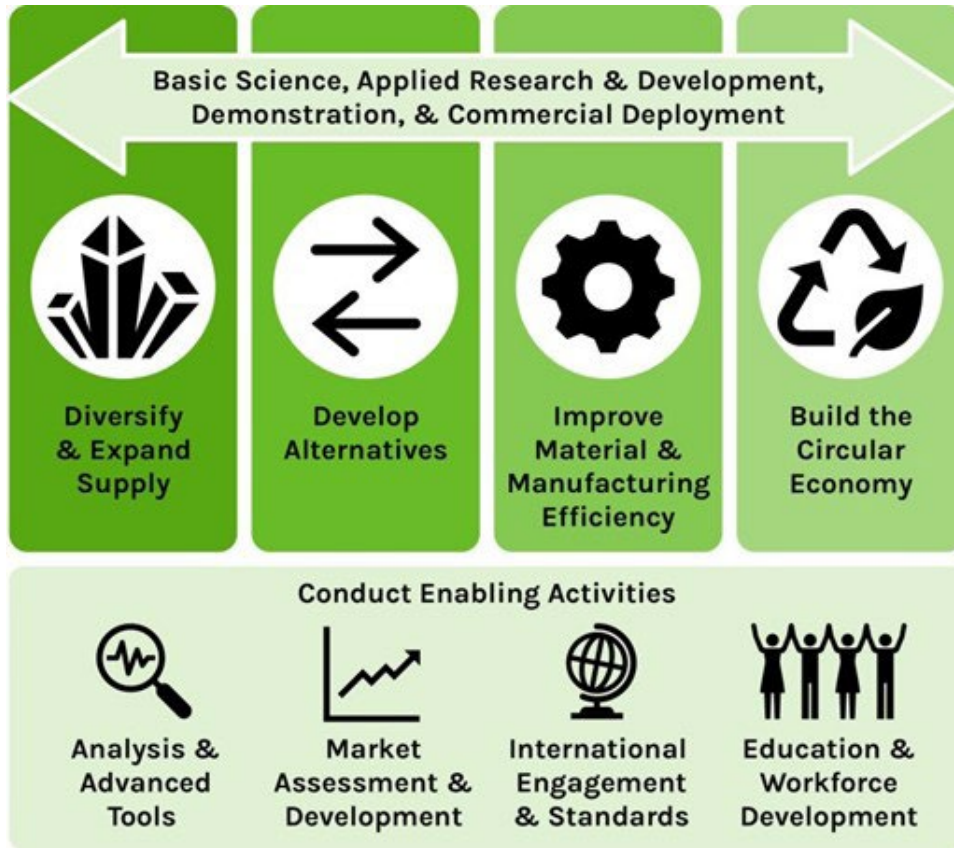 Basic Science, Applied Research & Development,
Demonstration, & Commercial Deployment
Diversify
& Expand
Supply
Develop
Alternatives
Improve
Material &
Manufacturing
Efficiency
Build the
Circular
Economy
Conduct Enabling Activities
Analysis &
Advanced
Tools
Market
Assessment &
Development
International
Engagement
& Standards
Education &
Workforce
Development